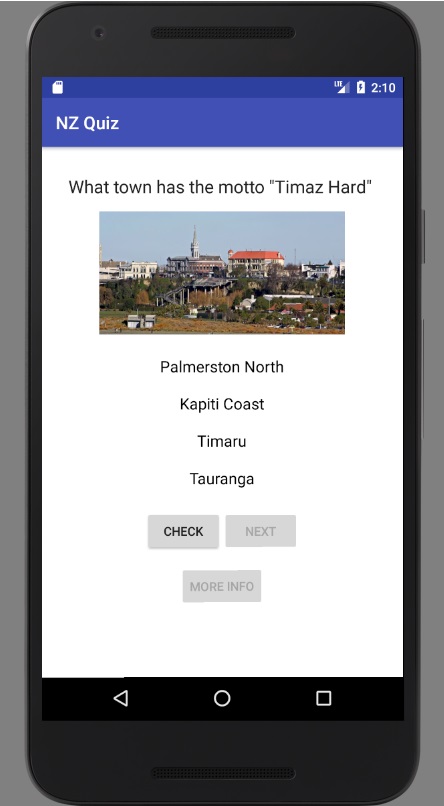 LTE 2:10
NZ Quiz
What town has the motto "Timaz Hard"
Palmerston North
Kapiti Coast
Timaru
Tauranga
CHECK NEXT
MORE INFO